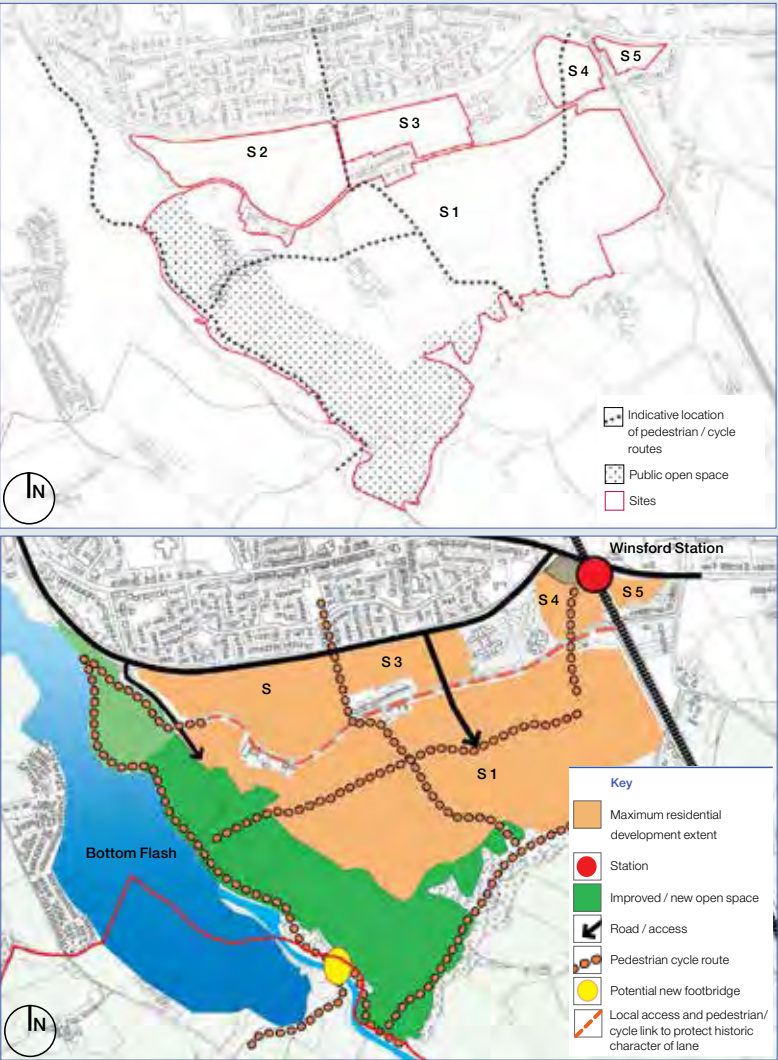 S 4
S 5
S 3
S 2
S 1
Indicative location
of pedestrian / cycle
routes
Public open space
Sites
N
Winsford Station
S 4
S 5
S 3
S
S 1
Bottom Flash
Key
Maximum residential
development extent
Station
Improved / new open space
Road / access
Pedestrian cycle route
Potential new footbridge
Local access and pedestrian/
cycle link to protect historic
character of lane
N